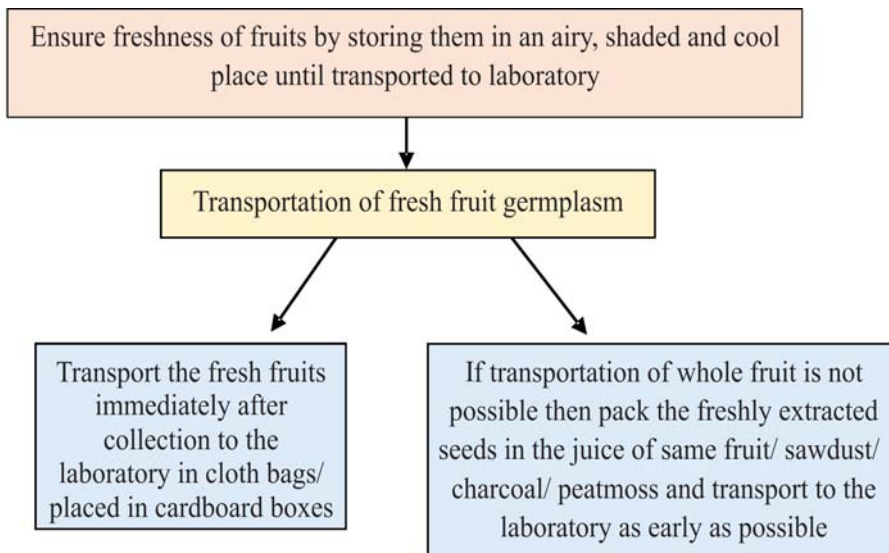 Ensure freshness of fruits by storing them in an airy, shaded and cool
place until transported to laboratory
Transportation of fresh fruit germplasm
Transport the fresh fruits
immediately after
collection to the
laboratory in cloth bags/
placed in cardboard boxes
If transportation of whole fruit is not
possible then pack the freshly extracted
seeds in the juice of same fruit/ sawdust/
charcoal/ peatmoss and transport to the
laboratory as early as possible